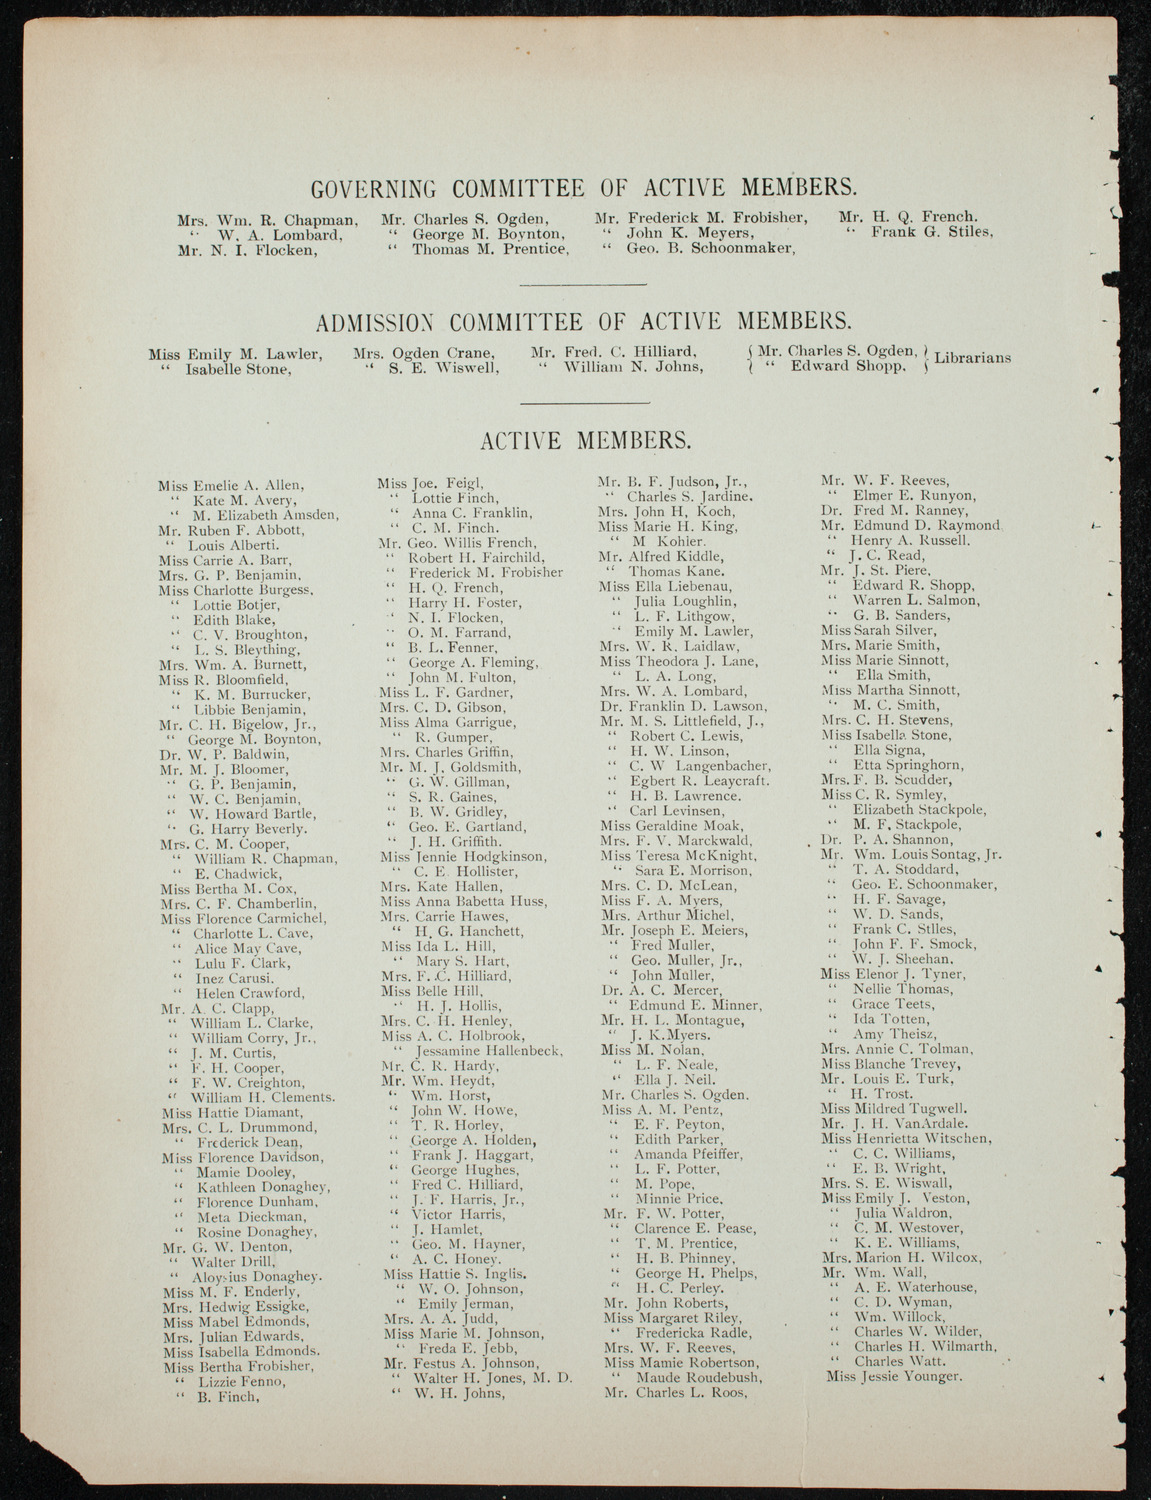 GOVERNING COMMITTEE OF ACTIVE MEMBERS.
Mrs. Wm. R. Chapman,
“ W. A. Lombard,
Mr. N. I. Flocken,
Mr. Charles S. Ogden,
“ George M. Boynton,
“ Thomas M. Prentice,
Mr. Frederick M. Frobisher,
“ John K. Meyers,
“ Geo. B. Schoonmaker,
Mr. H. Q. French.
“ Frank G. Stiles,
ADMISSION COMMITTEE OF ACTIVE MEMBERS.
Miss Emily M. Lawler,
“ Isabelle Stone,
Mrs. Ogden Crane,
“ S. E. Wiswell,
Mr. Fred. C. Hilliard,
“ William N. Johns,
{ Mr. Charles S. Ogden, } Librarians
“ Edward Shopp,
ACTIVE MEMBERS.
Miss Emelie A. Allen,
“ Kate M. Avery,
“ M. Elizabeth Amsden,
Mr. Ruben F. Abbott,
“ Louis Alberti.
Miss Carrie A. Barr,
Mrs. G. P. Benjamin,
Miss Charlotte Burgess,
“ Lottie Botjer,
“ Edith Blake,
“ C. V. Broughton,
“ L. S. Bleything,
Mrs. Wm. A. Burnett,
Miss R. Bloomfield,
“ K. M. Burrucker,
“ Libbie Benjamin,
Mr. C. H. Bigelow, Jr.,
“ George M. Boynton,
Dr. W. P. Baldwin,
Mr. M. J. Bloomer,
“ G. P. Benjamin,
“ W. C. Benjamin,
“ W. Howard Bartle,
“ G. Harry Beverly.
Mrs. C. M. Cooper,
“ William R. Chapman,
“ E. Chadwick,
Miss Bertha M. Cox,
Mrs. C. F. Chamberlin,
Miss Florence Carmichel,
“ Charlotte L. Cave,
“ Alice May Cave,
“ Lulu F. Clark,
“ Inez Carusi.
“ Helen Crawford,
Mr. A. C. Clapp,
“ William L. Clarke,
“ William Corry, Jr.,
“ J. M. Curtis,
“ F. H. Cooper,
“ F. W. Creighton,
“ William H. Clements.
Miss Hattie Diamant,
Mrs. C. L. Drummond,
“ Frederick Dean,
Miss Florence Davidson,
“ Mamie Dooley,
“ Kathleen Donaghey,
“ Florence Dunham,
“ Meta Dieckman,
“ Rosine Donaghey,
Mr. G. W. Denton,
“ Walter Drill,
“ Aloysius Donaghey.
Miss M. F. Enderly,
Mrs. Hedwig Essigke,
Miss Mabel Edmonds,
Mrs. Julian Edwards,
Miss Isabella Edmonds.
Miss Bertha Frobisher,
“ Lizzie Fenno,
“ B. Finch,
Miss Joe. Feigl,
“ Lottie Finch,
“ Anna C. Franklin,
“ C. M. Finch.
Mr. Geo. Willis French,
“ Robert H. Fairchild,
“ Frederick M. Frobisher
“ H. Q. French,
“ Harry H. Foster,
“ N. I. Flocken,
“ O. M. Farrand,
“ B. L. Fenner,
“ George A. Fleming,
“ John M. Fulton,
Miss L. F. Gardner,
Mrs. C. D. Gibson,
Miss Alma Garrigue,
“ R. Gumper,
Mrs. Charles Griffin,
Mr. M. J. Goldsmith,
“ G. W. Gillman,
“ S. R. Gaines,
“ B. W. Gridley,
“ Geo. E. Gartland,
“ J. H. Griffith.
Miss Jennie Hodgkinson,
“ C. E. Hollister,
Mrs. Kate Hallen,
Miss Anna Babetta Huss,
Mrs. Carrie Hawes,
“ H. G. Hanchett,
Miss Ida L. Hill,
“ Mary S. Hart,
Mrs. F. C. Hilliard,
Miss Belle Hill,
“ H. J. Hollis,
Mrs. C. H. Henley,
Miss A. C. Holbrook,
“ Jessamine Hallenbeck,
Mr. C. R. Hardy,
Mr. Wm. Heydt,
“ Wm. Horst,
“ John W. Howe,
“ T. R. Horley,
“ George A. Holden,
“ Frank J. Haggart,
“ George Hughes,
“ Fred C. Hilliard,
“ J. F. Harris, Jr.,
“ Victor Harris,
“ J. Hamlet,
“ Geo. M. Hayner,
“ A. C. Honey.
Miss Hattie S. Inglis.
“ W. O. Johnson,
“ Emily Jerman,
Mrs. A. A. Judd,
Miss Marie M. Johnson,
“ Freda E. Jebb,
Mr. Festus A. Johnson,
“ Walter H. Jones, M. D.
“ W. H. Johns,
Mr. B. F. Judson, Jr.,
“ Charles S. Jardine.
Mrs. John H, Koch,
Miss Marie H. King,
“ M Kohler.
Mr. Alfred Kiddle,
“ Thomas Kane.
Miss Ella Liebenau,
“ Julia Loughlin,
“ L. F. Lithgow,
“ Emily M. Lawler,
Mrs. W. R. Laidlaw,
Miss Theodora J. Lane,
“ L. A. Long,
Mrs. W. A. Lombard,
Dr. Franklin D. Lawson,
Mr. M. S. Littlefield, J.,
“ Robert C. Lewis,
“ H. W. Linson,
“ C. W Langenbacher,
“ Egbert R. Leaycraft.
“ H. B. Lawrence.
“ Carl Levinsen,
Miss Geraldine Moak,
Mrs. F. V. Marckwald,
Miss Teresa McKnight,
“ Sara E. Morrison,
Mrs. C. D. McLean,
Miss F. A. Myers,
Mrs. Arthur Michel,
Mr. Joseph E. Meiers,
“ Fred Muller,
“ Geo. Muller, Jr.,
“ John Muller,
Dr. A. C. Mercer,
“ Edmund E. Minner,
Mr. H. L. Montague,
“ J. K.Myers.
Miss M. Nolan,
“ L. F. Neale,
“ Ella J. Neil.
Mr. Charles S. Ogden.
Miss A. M. Pentz,
“ E. F. Peyton,
“ Edith Parker,
“ Amanda Pfeiffer,
“ L. F. Potter,
“ M. Pope,
“ Minnie Price.
Mr. F. W. Potter,
“ Clarence E. Pease,
“ T. M. Prentice,
“ H. B. Phinney,
“ George H. Phelps,
“ H. C. Perley.
Mr. John Roberts,
Miss Margaret Riley,
“ Fredericka Radle,
Mrs. W. F. Reeves,
Miss Mamie Robertson,
“ Maude Roudebush,
Mr. Charles L. Roos,
Mr. W. F. Reeves,
“ Elmer E. Runyon,
Dr. Fred M. Ranney,
Mr. Edmund D. Raymond
“ Henry A. Russell.
“ J. C. Read,
Mr. J. St. Piere,
“ Edward R. Shopp,
“ Warren L. Salmon,
“ G. B. Sanders,
Miss Sarah Silver,
Mrs. Marie Smith,
Miss Marie Sinnott,
“ Ella Smith,
Miss Martha Sinnott,
“ M. C. Smith,
Mrs. C. H. Stevens,
Miss Isabella Stone,
“ Ella Signa,
“ Etta Springhorn,
Mrs. F. B. Scudder,
Miss C. R. Symley,
“ Elizabeth Stackpole,
“ M. F. Stackpole,
Dr. P. A. Shannon,
Mr. Wm. Louis Sontag, Jr.
“ T. A. Stoddard,
“ Geo. E. Schoonmaker,
“ H. F. Savage,
“ W. D. Sands,
“ Frank C. Stlles,
“ John F. F. Smock,
“ W. J. Sheehan.
Miss Elenor J. Tyner,
“ Nellie Thomas,
“ Grace Teets,
“ Ida Totten,
“ Amy Theisz,
Mrs. Annie C. Tolman,
Miss Blanche Trevey,
Mr. Louis E. Turk,
“ H. Trost.
Miss Mildred Tugwell.
Mr. J. H. VanArdale.
Miss Henrietta Witschen,
“ C. C. Williams,
“ E. B. Wright,
Mrs. S. E. Wiswall,
Miss Emily J. Veston,
“ Julia Waldron,
“ C. M. Westover,
“ K. E. Williams,
Mrs. Marion H. Wilcox,
Mr. Wm. Wall,
“ A. E. Waterhouse,
“ C. D. Wyman,
“ Wm. Willock,
“ Charles W. Wilder,
“ Charles H. Wilmarth,
“ Charles Watt.
Miss Jessie Younger.